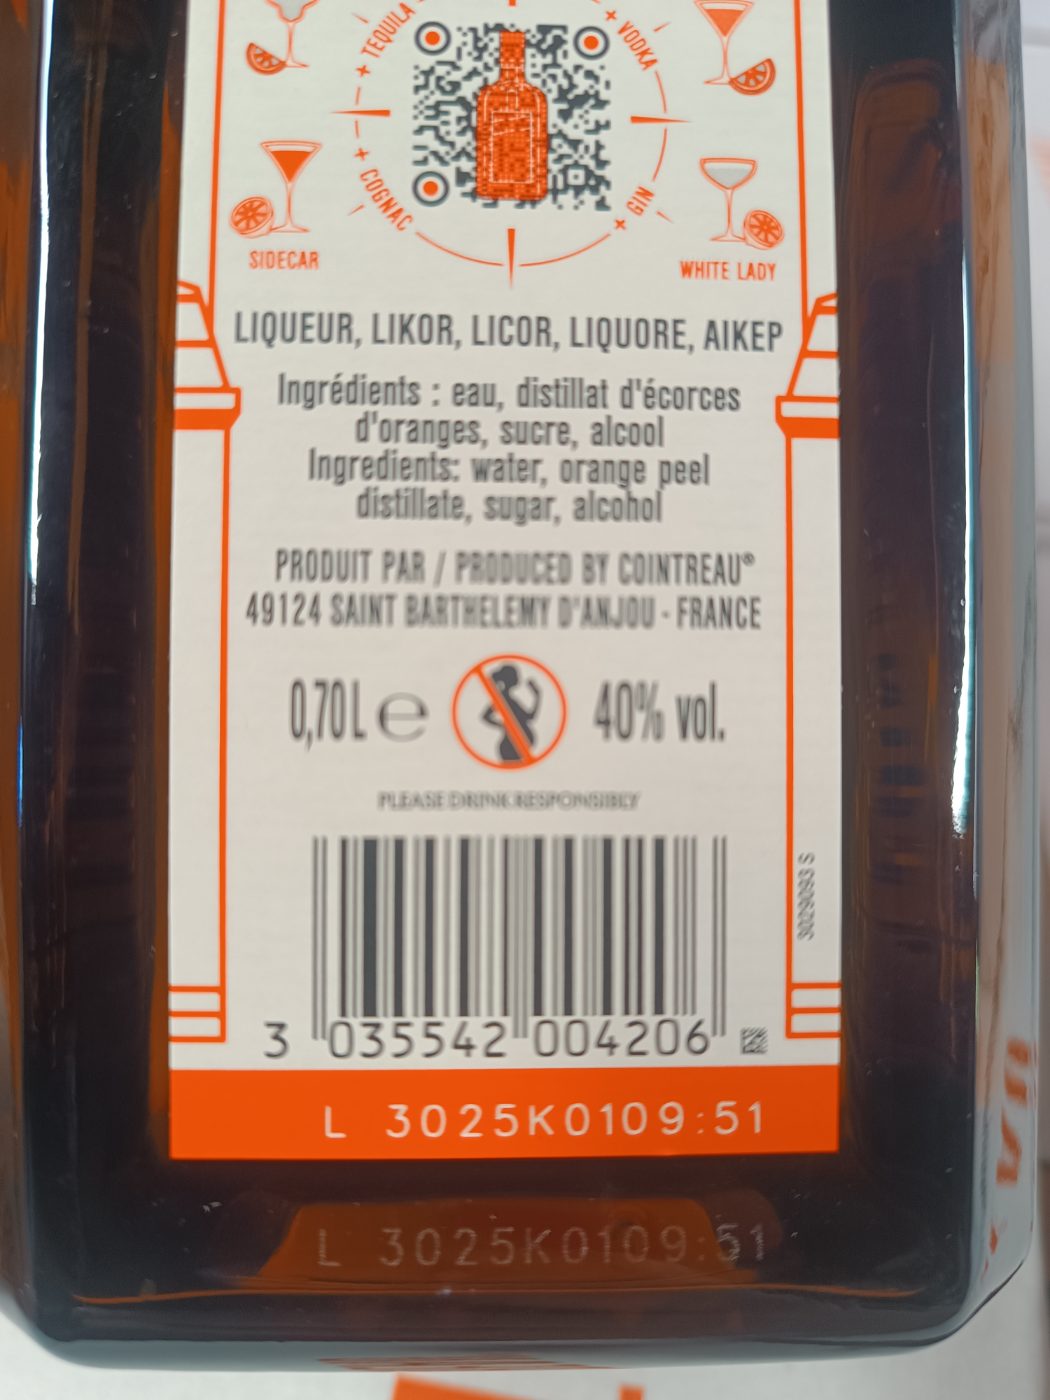 + TEQUILA
+ VODKA
+ COGNAC
+ GIN
SIDECAR
WHITE LADY
LIQUEUR, LIKOR, LICOR, LIQUORE, ΛIKEP
Ingrédients : eau, distillat d'écorces
d'oranges, sucre, alcool
Ingredients: water, orange peel
distillate, sugar, alcohol
PRODUIT PAR / PRODUCED BY COINTREAU®
49124 SAINT BARTHELEMY D'ANJOU - FRANCE
0,70L ℮ 40% vol.
PLEASE DRINK RESPONSIBLY
3029093 S
3 035542 004206
L 3025K0109:51
L 3025K0109:51